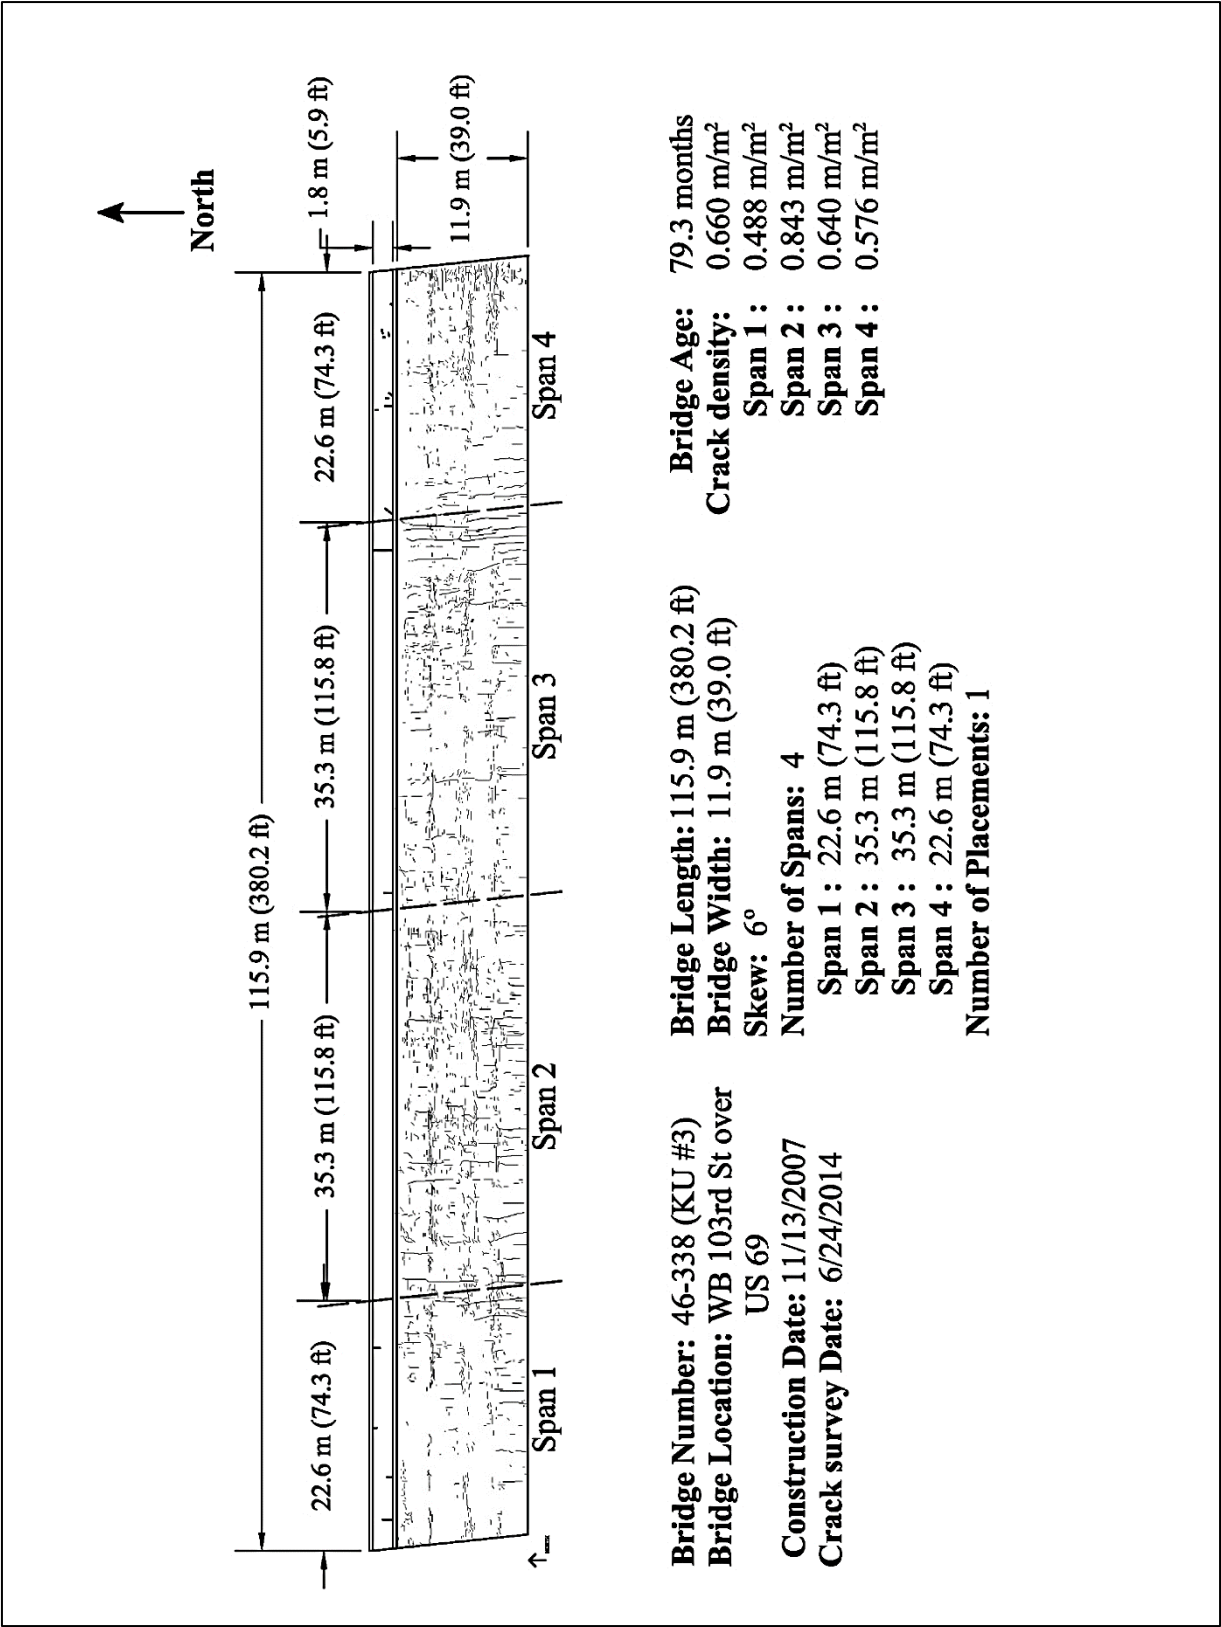 North
115.9 m (380.2 ft)
22.6 m (74.3 ft)
35.3 m (115.8 ft)
35.3 m (115.8 ft)
22.6 m (74.3 ft)
1.8 m (5.9 ft)
11.9 m (39.0 ft)
Span 1
Span 2
Span 3
Span 4
Bridge Number: 46-338 (KU #3)
Bridge Location: WB 103rd St over
US 69
Construction Date: 11/13/2007
Crack survey Date: 6/24/2014
Bridge Length: 115.9 m (380.2 ft)
Bridge Width: 11.9 m (39.0 ft)
Skew: 6°
Number of Spans: 4
Span 1 : 22.6 m (74.3 ft)
Span 2 : 35.3 m (115.8 ft)
Span 3 : 35.3 m (115.8 ft)
Span 4 : 22.6 m (74.3 ft)
Number of Placements: 1
Bridge Age: 79.3 months
Crack density: 0.660 m/m²
Span 1 : 0.488 m/m²
Span 2 : 0.843 m/m²
Span 3 : 0.640 m/m²
Span 4 : 0.576 m/m²